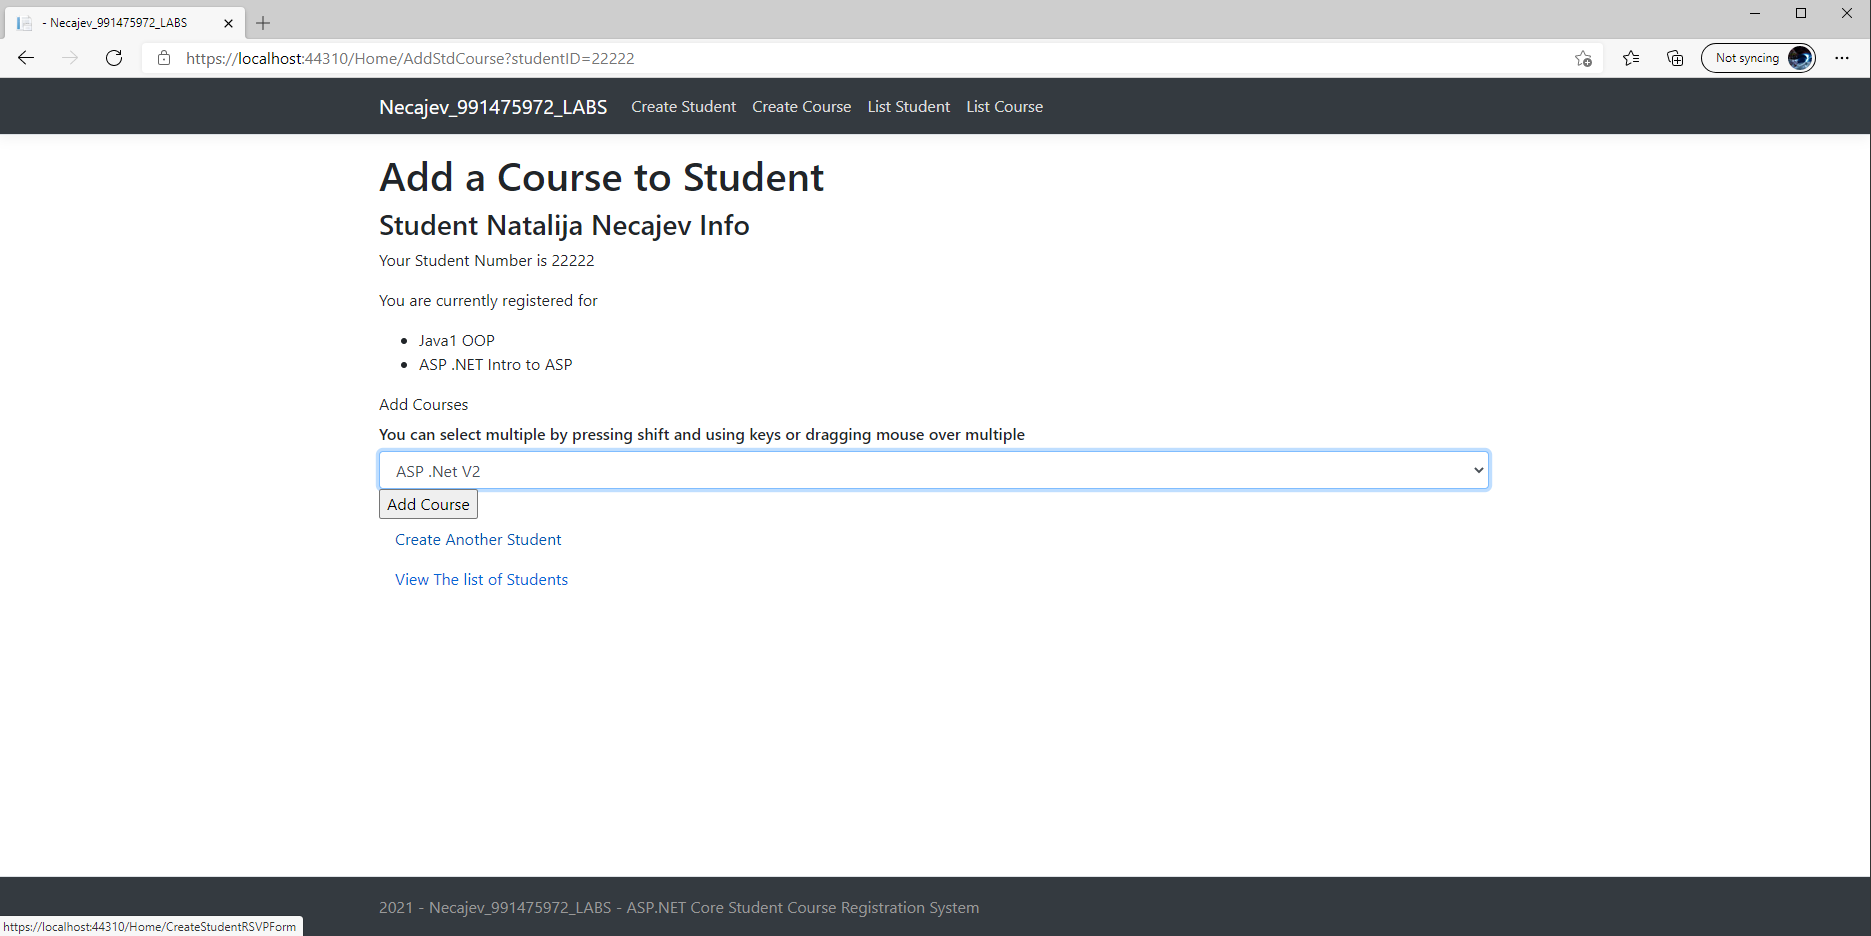 - Necajev_991475972_LABS
https://localhost:44310/Home/AddStdCourse?studentID=22222
Not syncing
Necajev_991475972_LABS Create Student Create Course List Student List Course
Add a Course to Student
Student Natalija Necajev Info
Your Student Number is 22222
You are currently registered for
Java1 OOP
ASP .NET Intro to ASP
Add Courses
You can select multiple by pressing shift and using keys or dragging mouse over multiple
ASP .Net V2
Add Course
Create Another Student
View The list of Students
2021 - Necajev_991475972_LABS - ASP.NET Core Student Course Registration System
https://localhost:44310/Home/CreateStudentRSVPForm